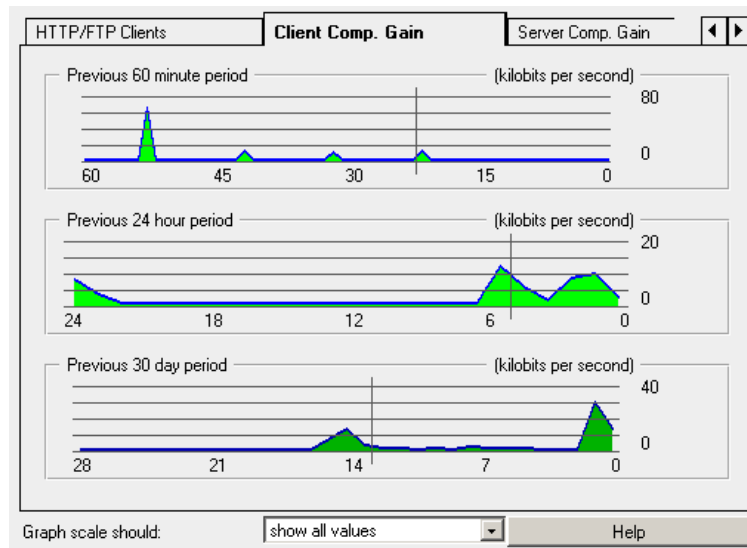 HTTP/FTP Clients Client Comp. Gain Server Comp. Gain
Previous 60 minute period (kilobits per second)
80
0
60 45 30 15 0
Previous 24 hour period (kilobits per second)
20
0
24 18 12 6 0
Previous 30 day period (kilobits per second)
40
0
28 21 14 7 0
Graph scale should: show all values Help